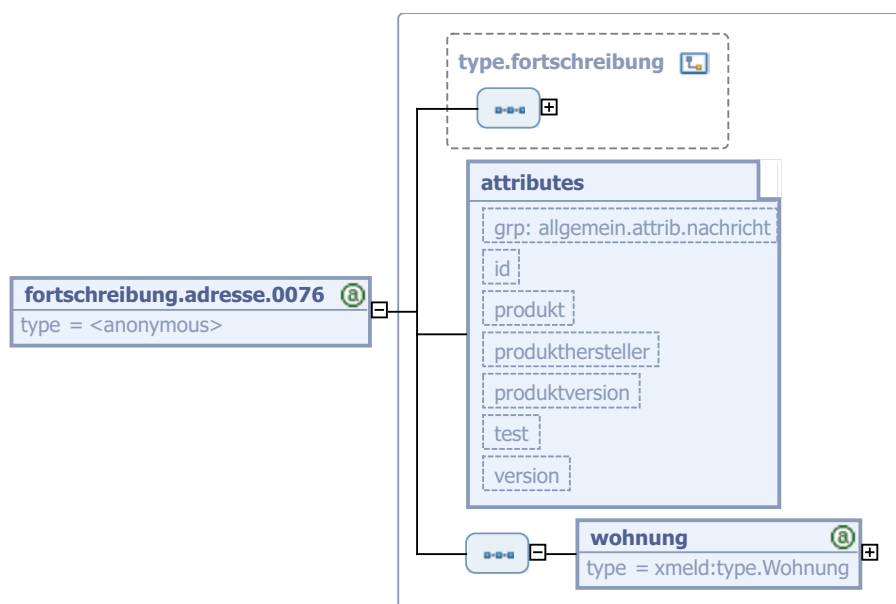 type.fortschreibung
attributes
grp: allgemein.attrib.nachricht
id
produkt
produkthersteller
produktversion
test
version
fortschreibung.adresse.0076
type = <anonymous>
wohnung
type = xmeld:type.Wohnung